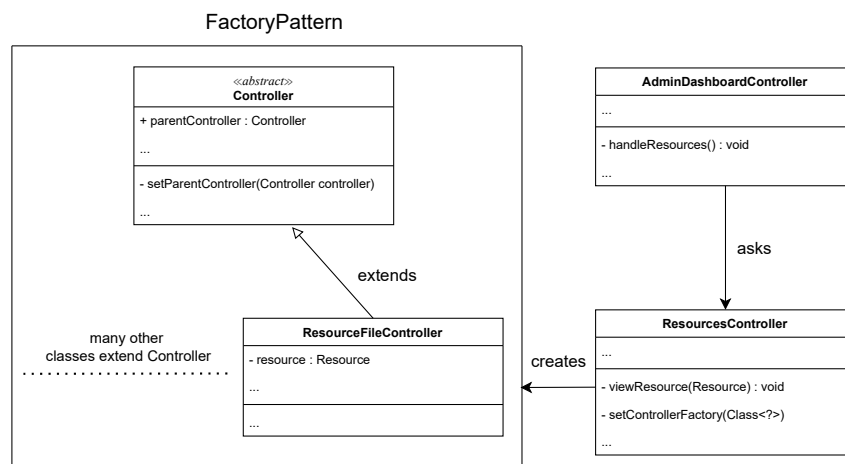 FactoryPattern
≪abstract≫
Controller
+ parentController : Controller
...
- setParentController(Controller controller)
...
extends
many other
classes extend Controller
ResourceFileController
- resource : Resource
...
...
AdminDashboardController
...
- handleResources() : void
...
asks
creates
ResourcesController
...
- viewResource(Resource) : void
- setControllerFactory(Class<?>)
...